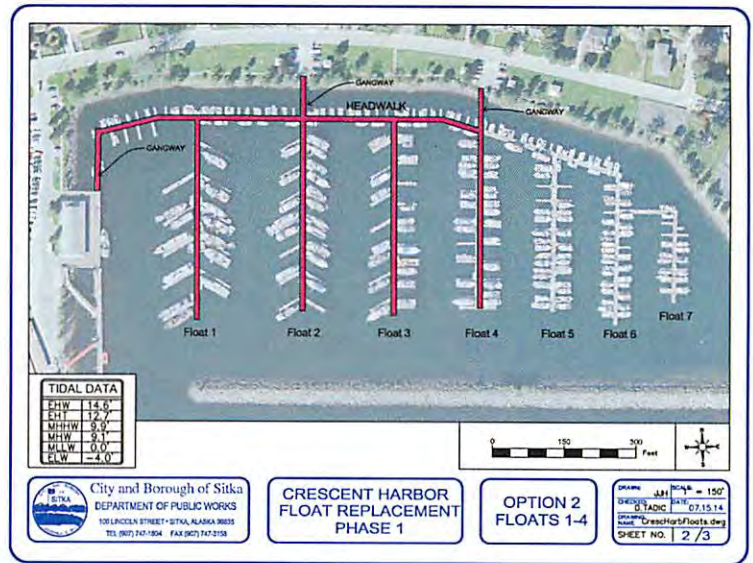 GANGWAY
HEADWALK
GANGWAY
GANGWAY
Float 1
Float 2
Float 3
Float 4
Float 5
Float 6
Float 7
TIDAL DATA
EHW 14.6'
EHT 12.7'
MHHW 9.9'
MHW 9.1'
MLLW 0.0'
ELW -4.0'
0 150 300
Feet
SITKA
City and Borough of Sitka
DEPARTMENT OF PUBLIC WORKS
100 LINCOLN STREET • SITKA, ALASKA 99835
TEL (907) 747-1804 FAX (907) 747-3158
CRESCENT HARBOR
FLOAT REPLACEMENT
PHASE 1
OPTION 2
FLOATS 1-4
DRAWN: JJH SCALE: = 150'
CHECKED: D.TADIC DATE: 07.15.14
DRAWING NAME CrescHarbFloats.dwg
SHEET NO. 2/3